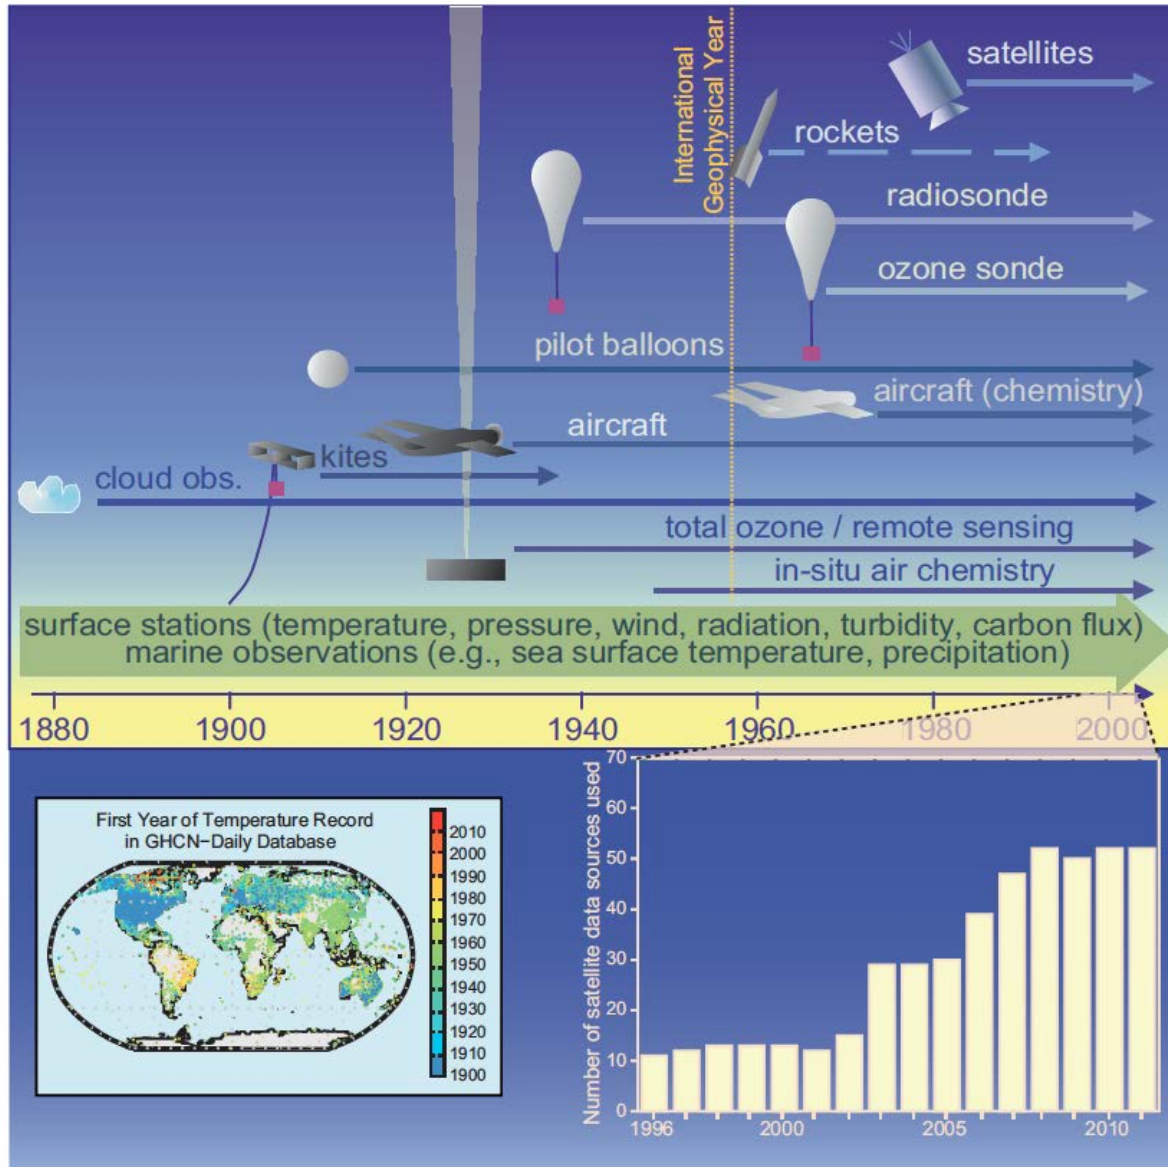 satellites
International
Geophysical Year
rockets
radiosonde
ozone sonde
pilot balloons
aircraft (chemistry)
aircraft
kites
cloud obs.
total ozone / remote sensing
in-situ air chemistry
surface stations (temperature, pressure, wind, radiation, turbidity, carbon flux)
marine observations (e.g., sea surface temperature, precipitation)
1880 1900 1920 1940 1960 1980 2000
First Year of Temperature Record
in GHCN−Daily Database
2010
2000
1990
1980
1970
1960
1950
1940
1930
1920
1910
1900
Number of satellite data sources used
70
60
50
40
30
20
10
0
1996 2000 2005 2010